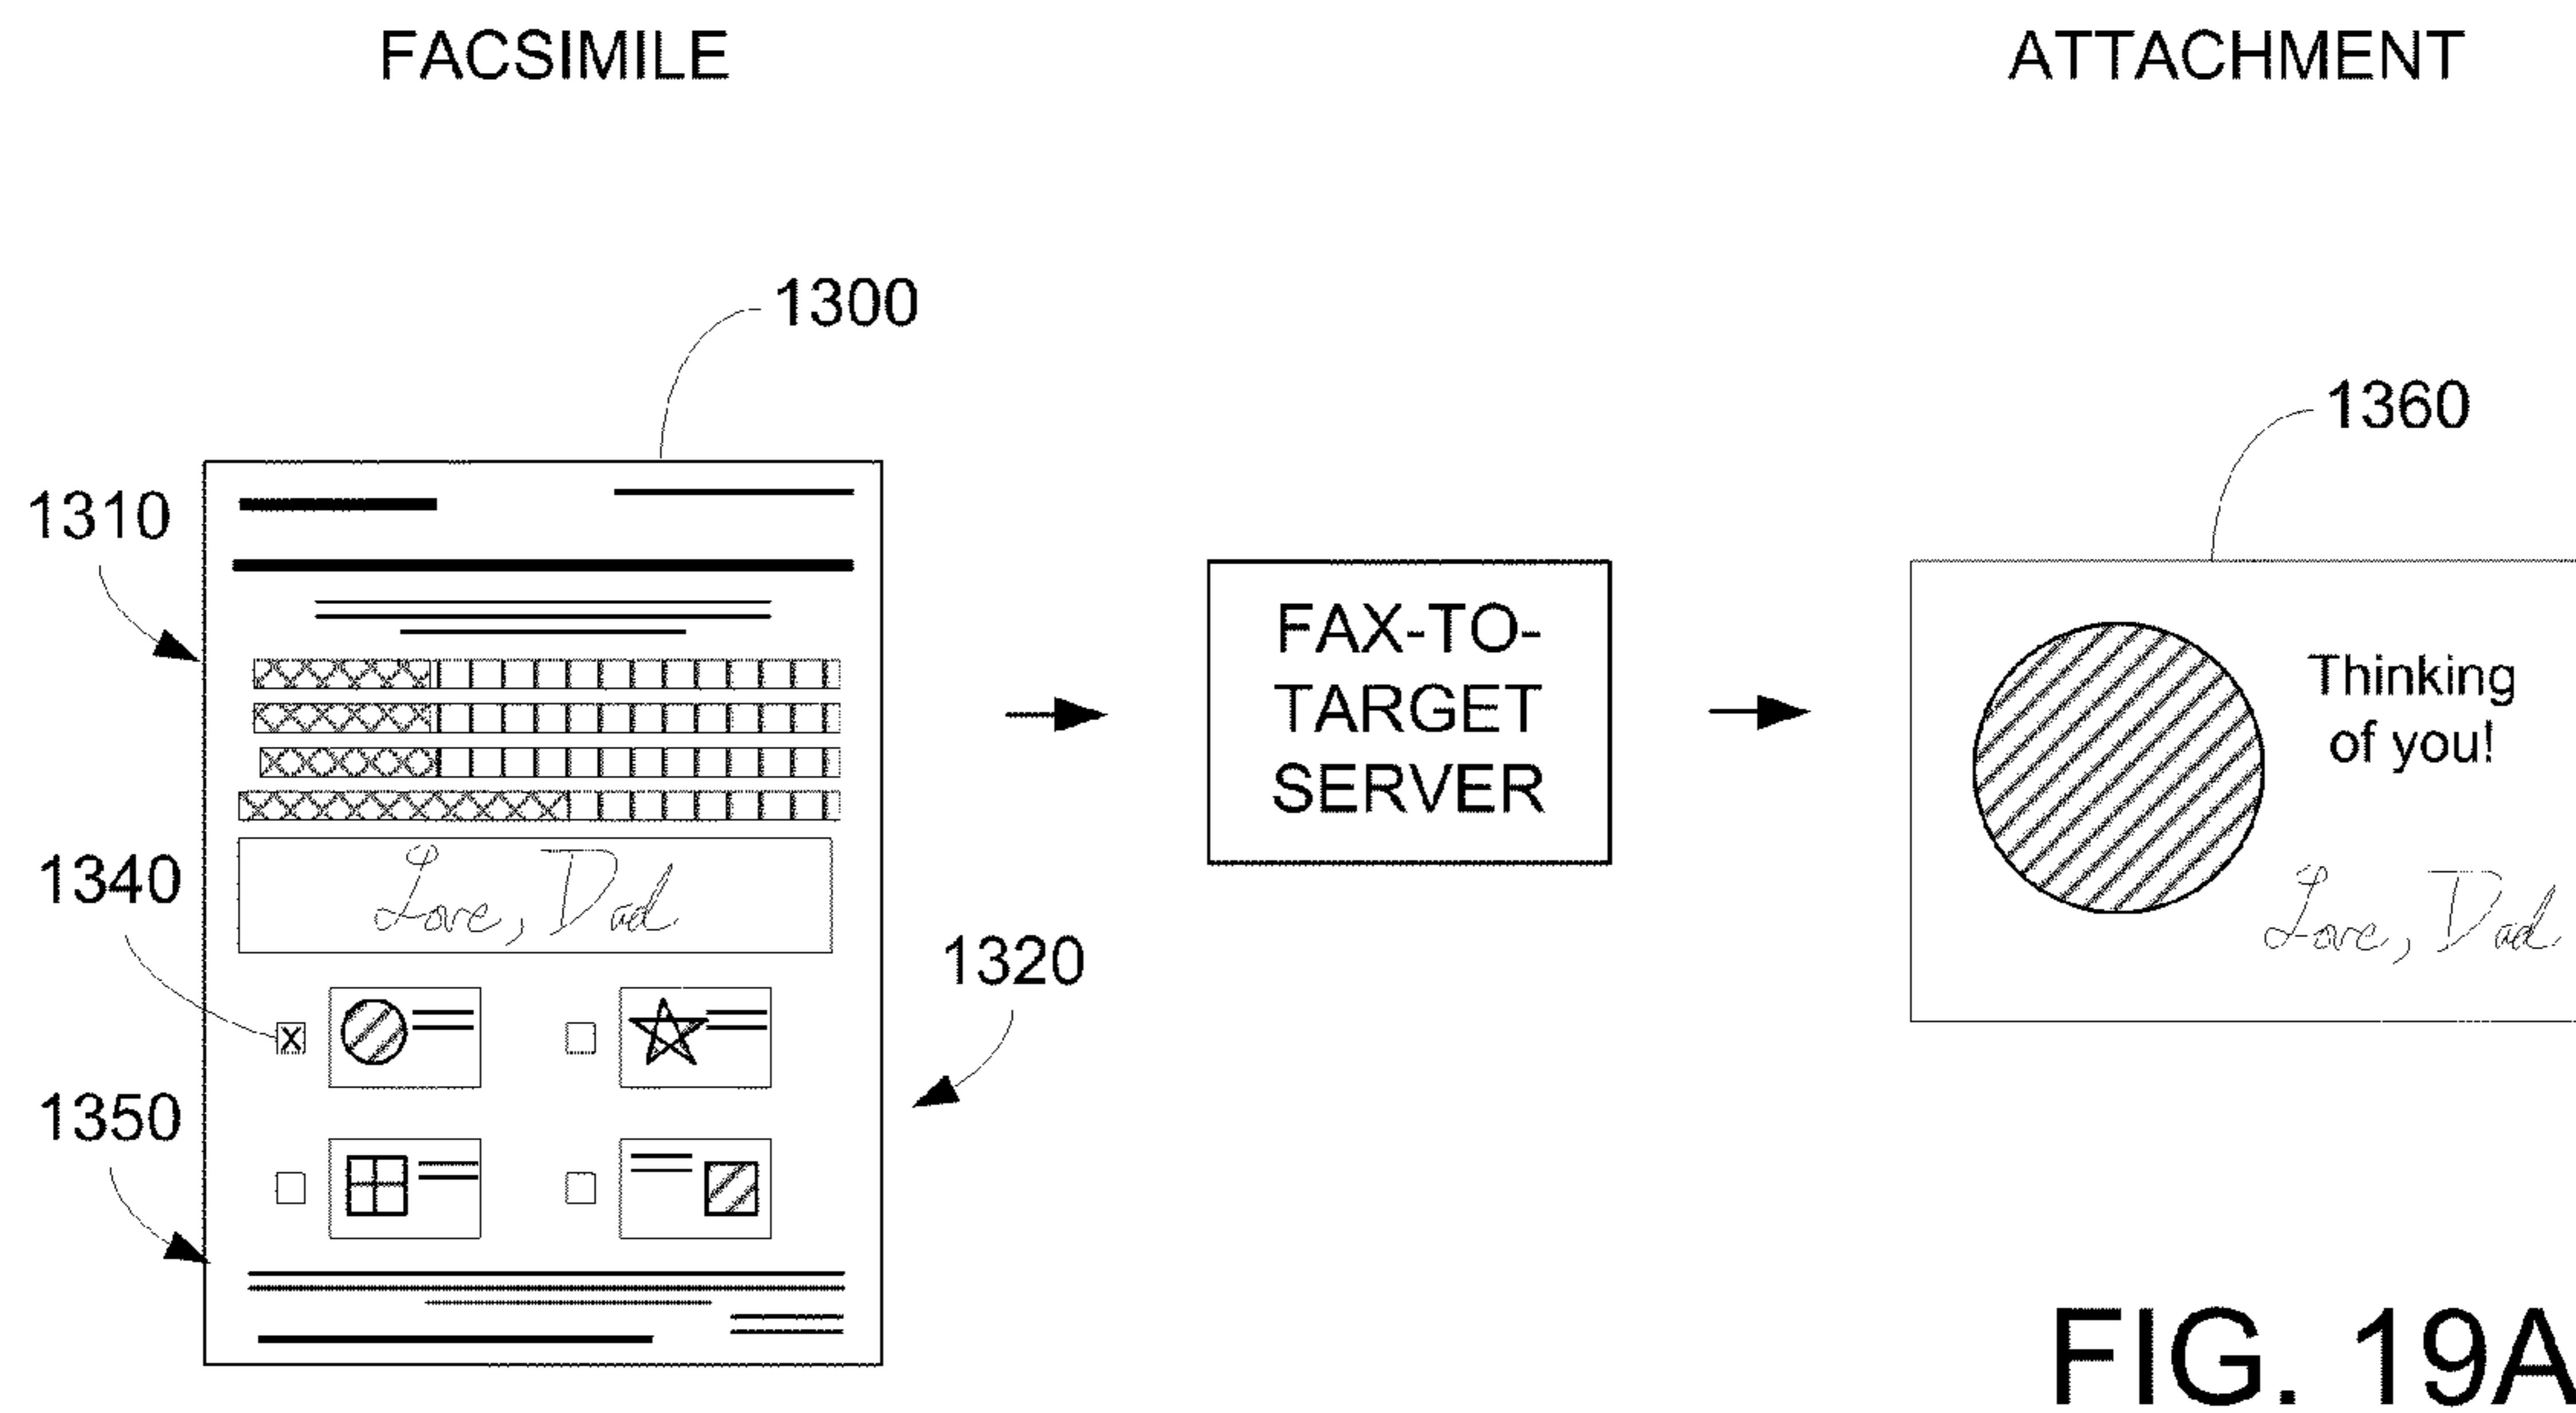 FACSIMILE
ATTACHMENT
1300
1360
1310
FAX-TO-
TARGET
SERVER
Thinking
of you!
1340
Love, Dad
Love, Dad
1320
X
1350
FIG. 19A